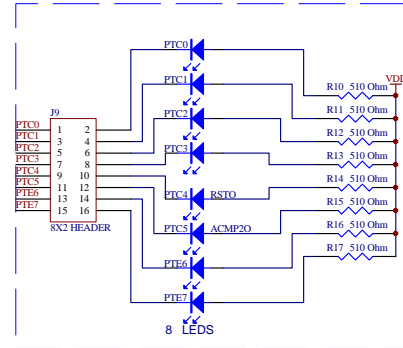 PTC0
PTC1
PTC2
PTC3
PTC4 RSTO
PTC5 ACMP2O
PTE6
PTE7
8 LEDS
J9
PTC0 1 2
PTC1 3 4
PTC2 5 6
PTC3 7 8
PTC4 9 10
PTC5 11 12
PTE6 13 14
PTE7 15 16
8X2 HEADER
VDD
R10 510 Ohm
R11 510 Ohm
R12 510 Ohm
R13 510 Ohm
R14 510 Ohm
R15 510 Ohm
R16 510 Ohm
R17 510 Ohm